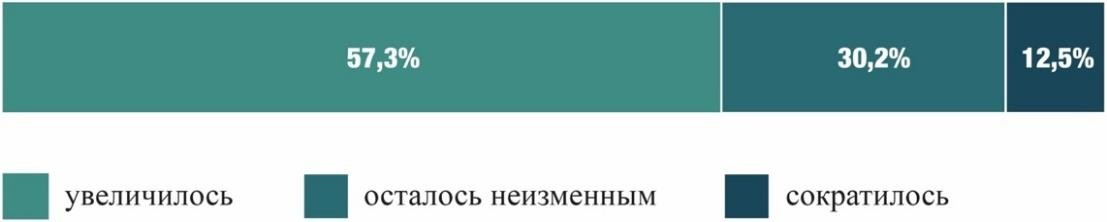 57,3% 30,2% 12,5%
увеличилось осталось неизменным сократилось